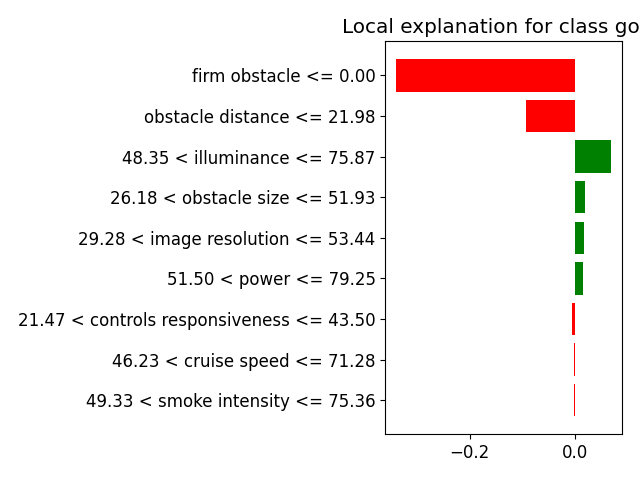 Local explanation for class go
firm obstacle <= 0.00
obstacle distance <= 21.98
48.35 < illuminance <= 75.87
26.18 < obstacle size <= 51.93
29.28 < image resolution <= 53.44
51.50 < power <= 79.25
21.47 < controls responsiveness <= 43.50
46.23 < cruise speed <= 71.28
49.33 < smoke intensity <= 75.36
−0.2 0.0